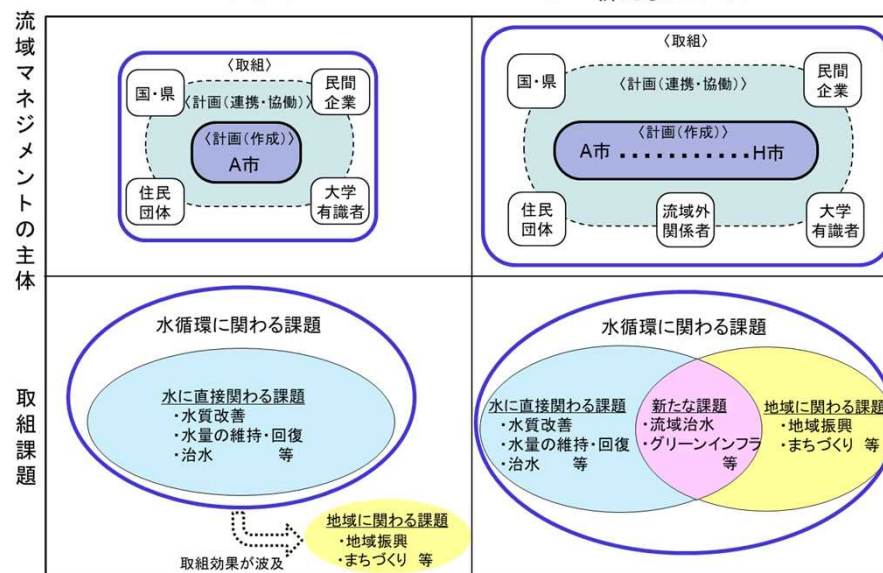 流域マネジメントの主体
〈取組〉
国・県
民間
企業
〈計画(連携・協働)〉
〈計画(作成)〉
A市
住民
団体
大学
有識者
〈取組〉
国・県
民間
企業
〈計画(連携・協働)〉
〈計画(作成)〉
A市 ・・・・・・・・・・・ H市
住民
団体
流域外
関係者
大学
有識者
取組課題
水循環に関わる課題
水に直接関わる課題
・水質改善
・水量の維持・回復
・治水 等
取組効果が波及
地域に関わる課題
・地域振興
・まちづくり 等
水循環に関わる課題
水に直接関わる課題
・水質改善
・水量の維持・回復
・治水 等
新たな課題
・流域治水
・グリーンインフラ
等
地域に関わる課題
・地域振興
・まちづくり 等